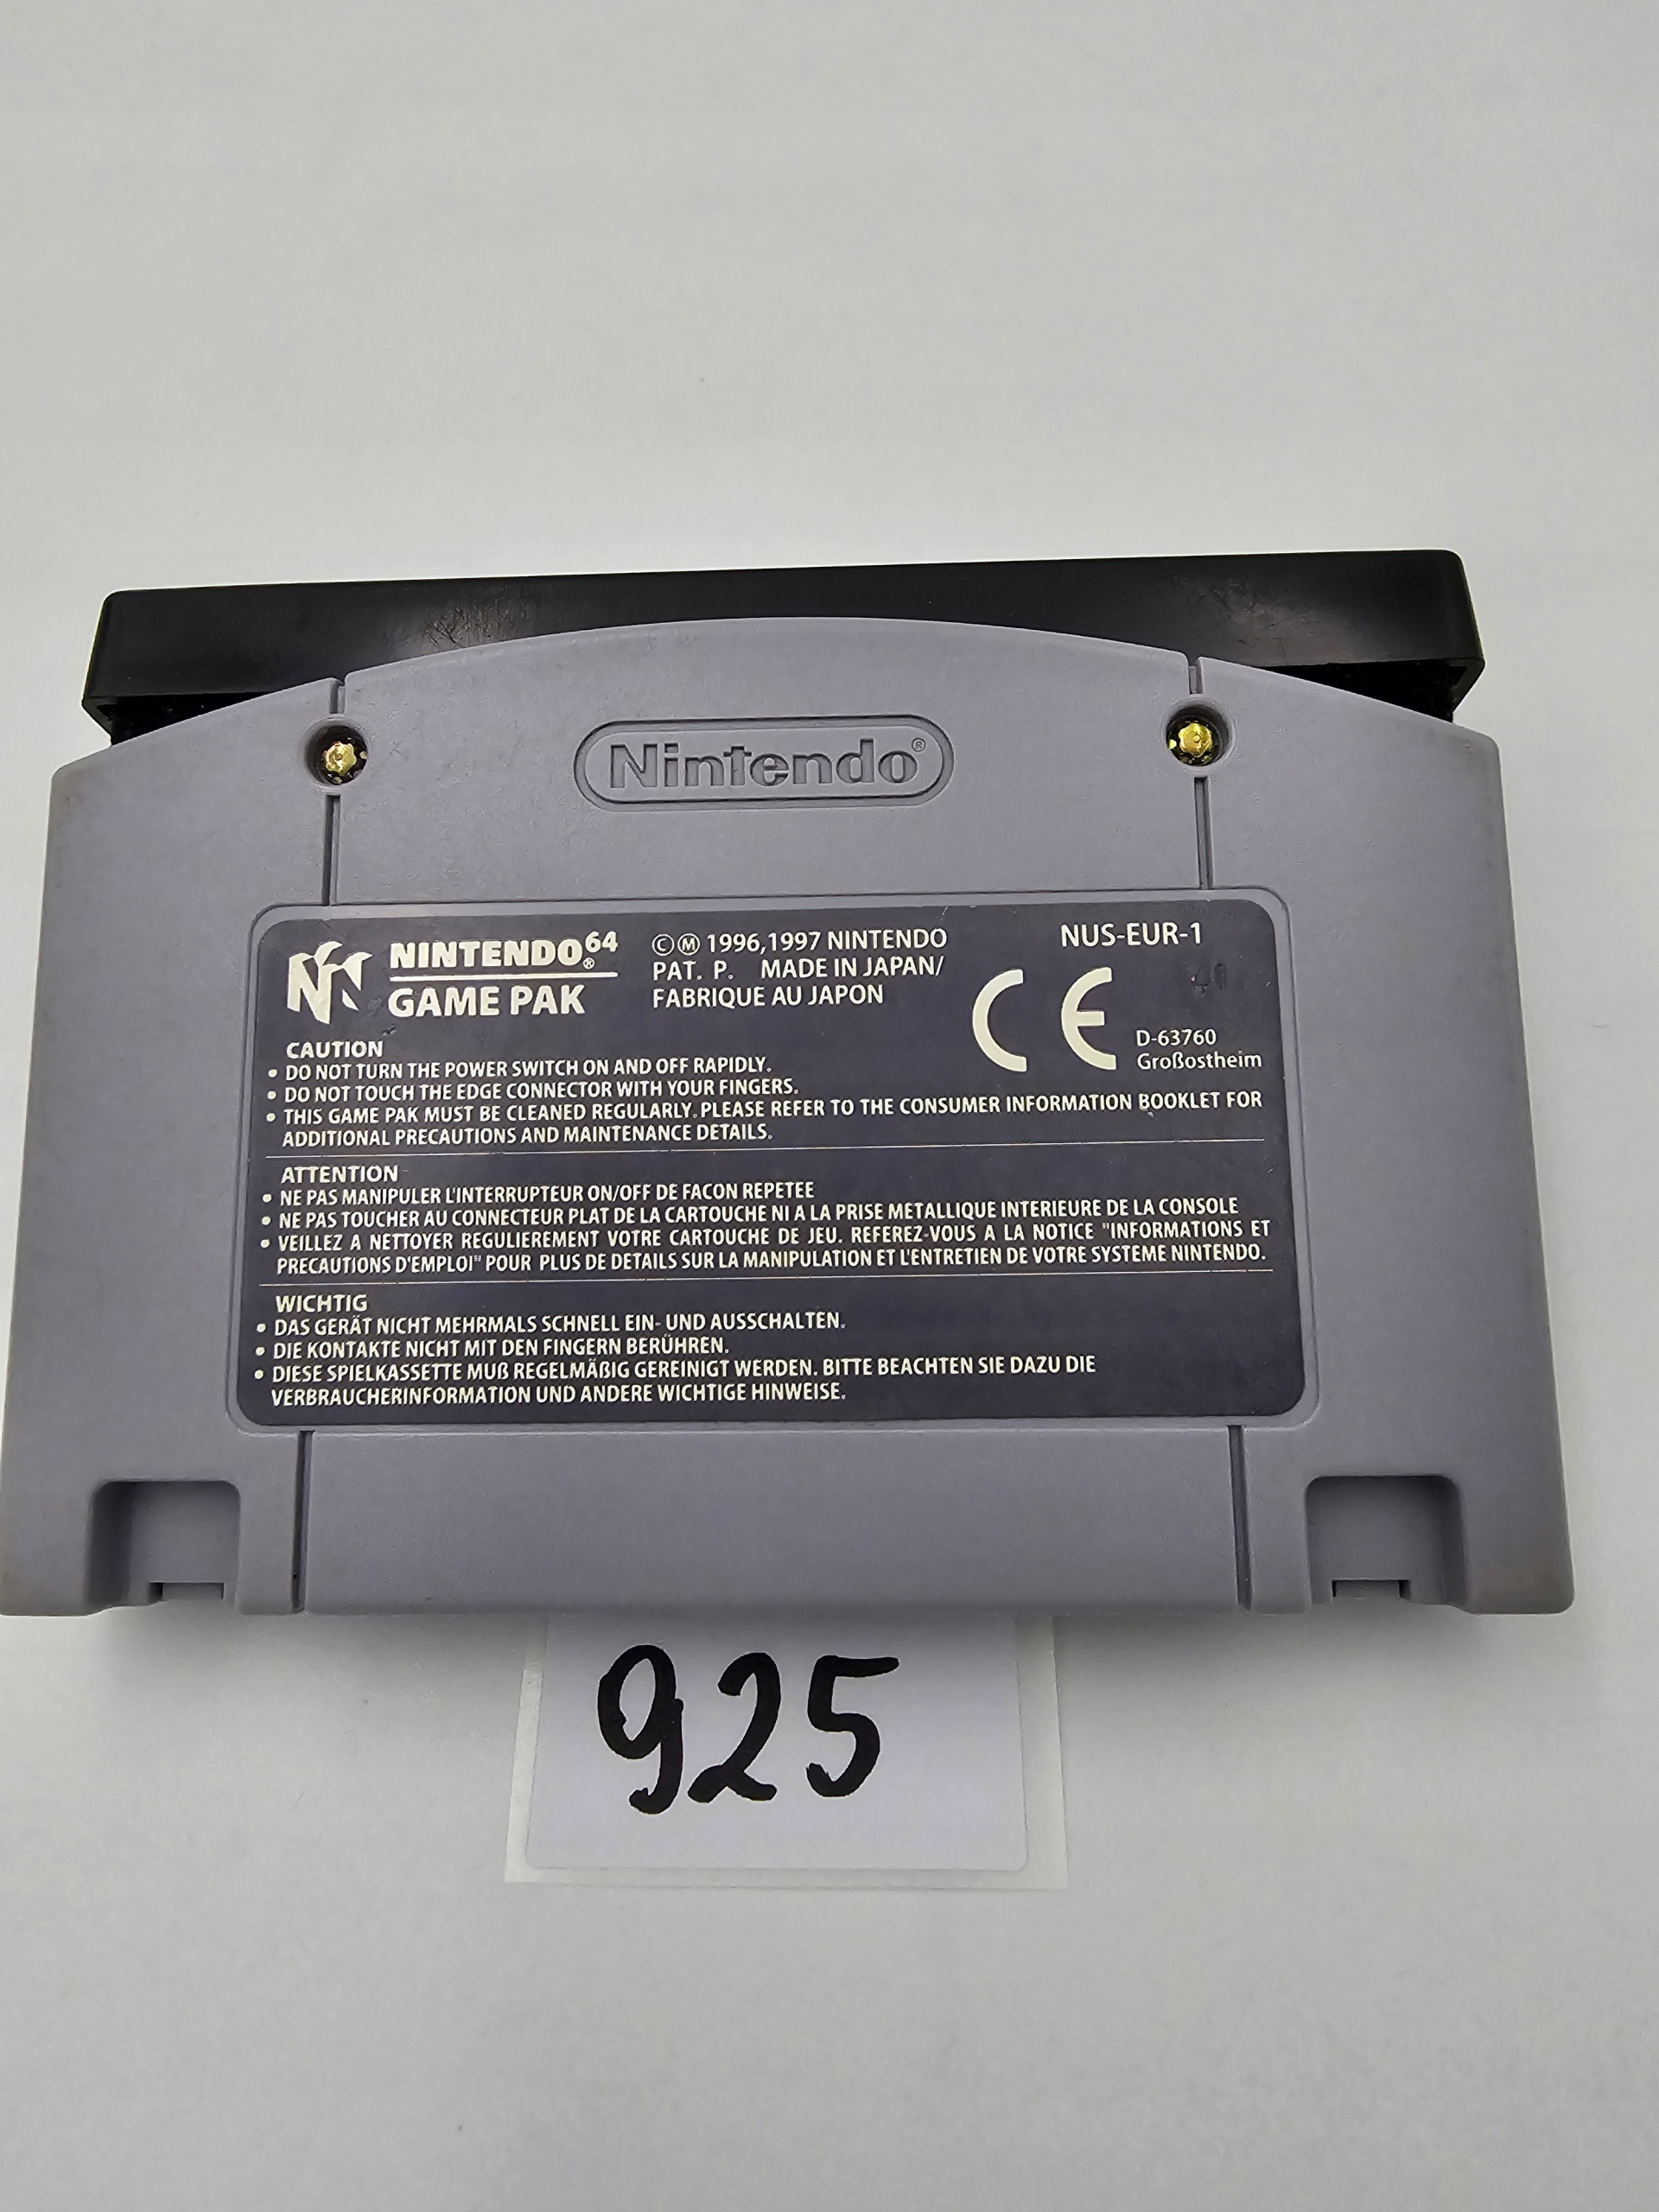 Nintendo®
NINTENDO64®
GAME PAK
ⒸⓂ 1996,1997 NINTENDO
PAT. P. MADE IN JAPAN/
FABRIQUE AU JAPON
NUS-EUR-1
CE
D-63760
Großostheim
CAUTION
• DO NOT TURN THE POWER SWITCH ON AND OFF RAPIDLY.
• DO NOT TOUCH THE EDGE CONNECTOR WITH YOUR FINGERS.
• THIS GAME PAK MUST BE CLEANED REGULARLY. PLEASE REFER TO THE CONSUMER INFORMATION BOOKLET FOR
ADDITIONAL PRECAUTIONS AND MAINTENANCE DETAILS.
ATTENTION
• NE PAS MANIPULER L'INTERRUPTEUR ON/OFF DE FACON REPETEE
• NE PAS TOUCHER AU CONNECTEUR PLAT DE LA CARTOUCHE NI A LA PRISE METALLIQUE INTERIEURE DE LA CONSOLE
• VEILLEZ A NETTOYER REGULIEREMENT VOTRE CARTOUCHE DE JEU. REFEREZ-VOUS A LA NOTICE "INFORMATIONS ET
PRECAUTIONS D'EMPLOI" POUR PLUS DE DETAILS SUR LA MANIPULATION ET L'ENTRETIEN DE VOTRE SYSTEME NINTENDO.
WICHTIG
• DAS GERÄT NICHT MEHRMALS SCHNELL EIN- UND AUSSCHALTEN.
• DIE KONTAKTE NICHT MIT DEN FINGERN BERÜHREN.
• DIESE SPIELKASSETTE MUß REGELMÄßIG GEREINIGT WERDEN. BITTE BEACHTEN SIE DAZU DIE
VERBRAUCHERINFORMATION UND ANDERE WICHTIGE HINWEISE.
925